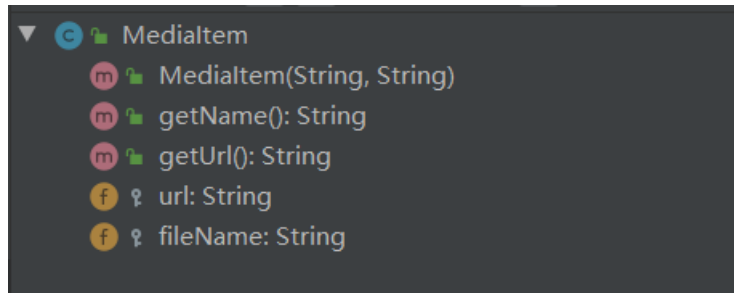 MediaItem
MediaItem(String, String)
getName(): String
getUrl(): String
url: String
fileName: String